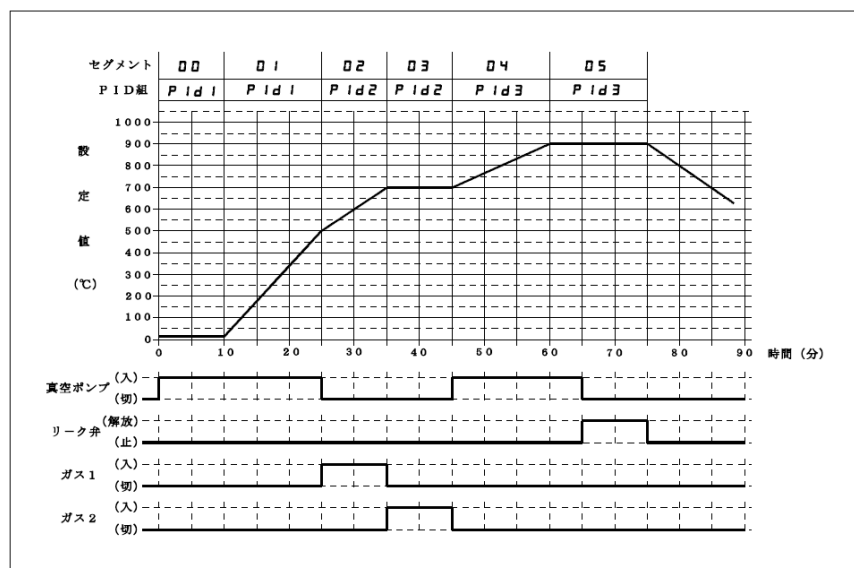 セグメント 00 01 02 03 04 05
PID組 PId1 PId1 PId2 PId2 PId3 PId3
設定値(℃)
1000
900
800
700
600
500
400
300
200
100
0
0 10 20 30 40 50 60 70 80 90 時間(分)
真空ポンプ (入)
(切)
リーク弁 (解放)
(止)
ガス1 (入)
(切)
ガス2 (入)
(切)